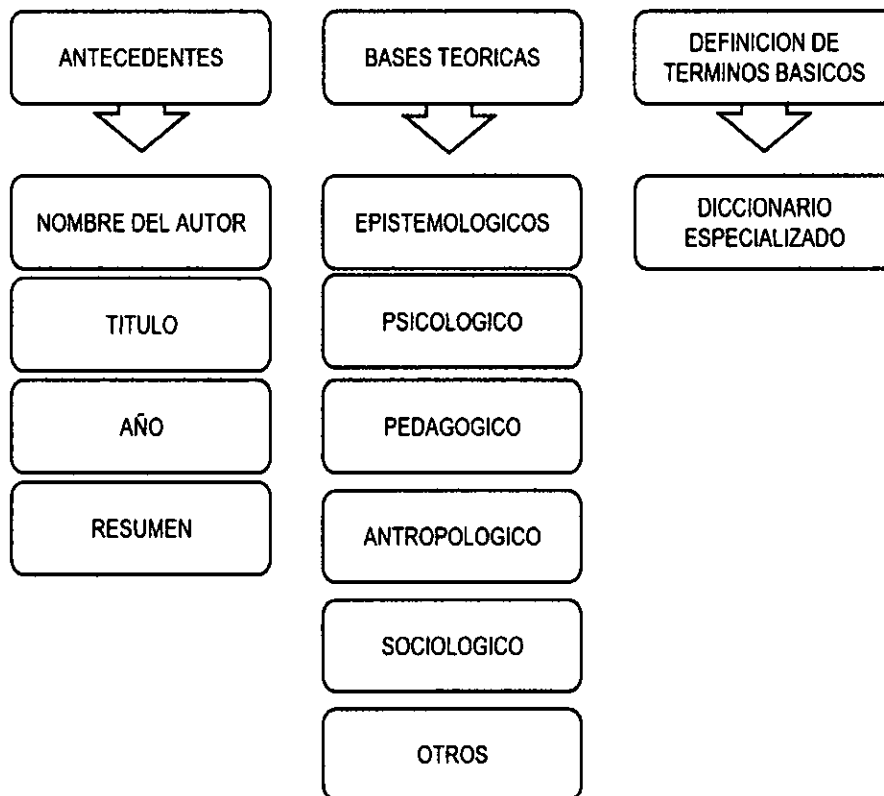 ANTECEDENTES
NOMBRE DEL AUTOR
TITULO
AÑO
RESUMEN
BASES TEORICAS
EPISTEMOLOGICOS
PSICOLOGICO
PEDAGOGICO
ANTROPOLOGICO
SOCIOLOGICO
OTROS
DEFINICION DE
TERMINOS BASICOS
DICCIONARIO
ESPECIALIZADO